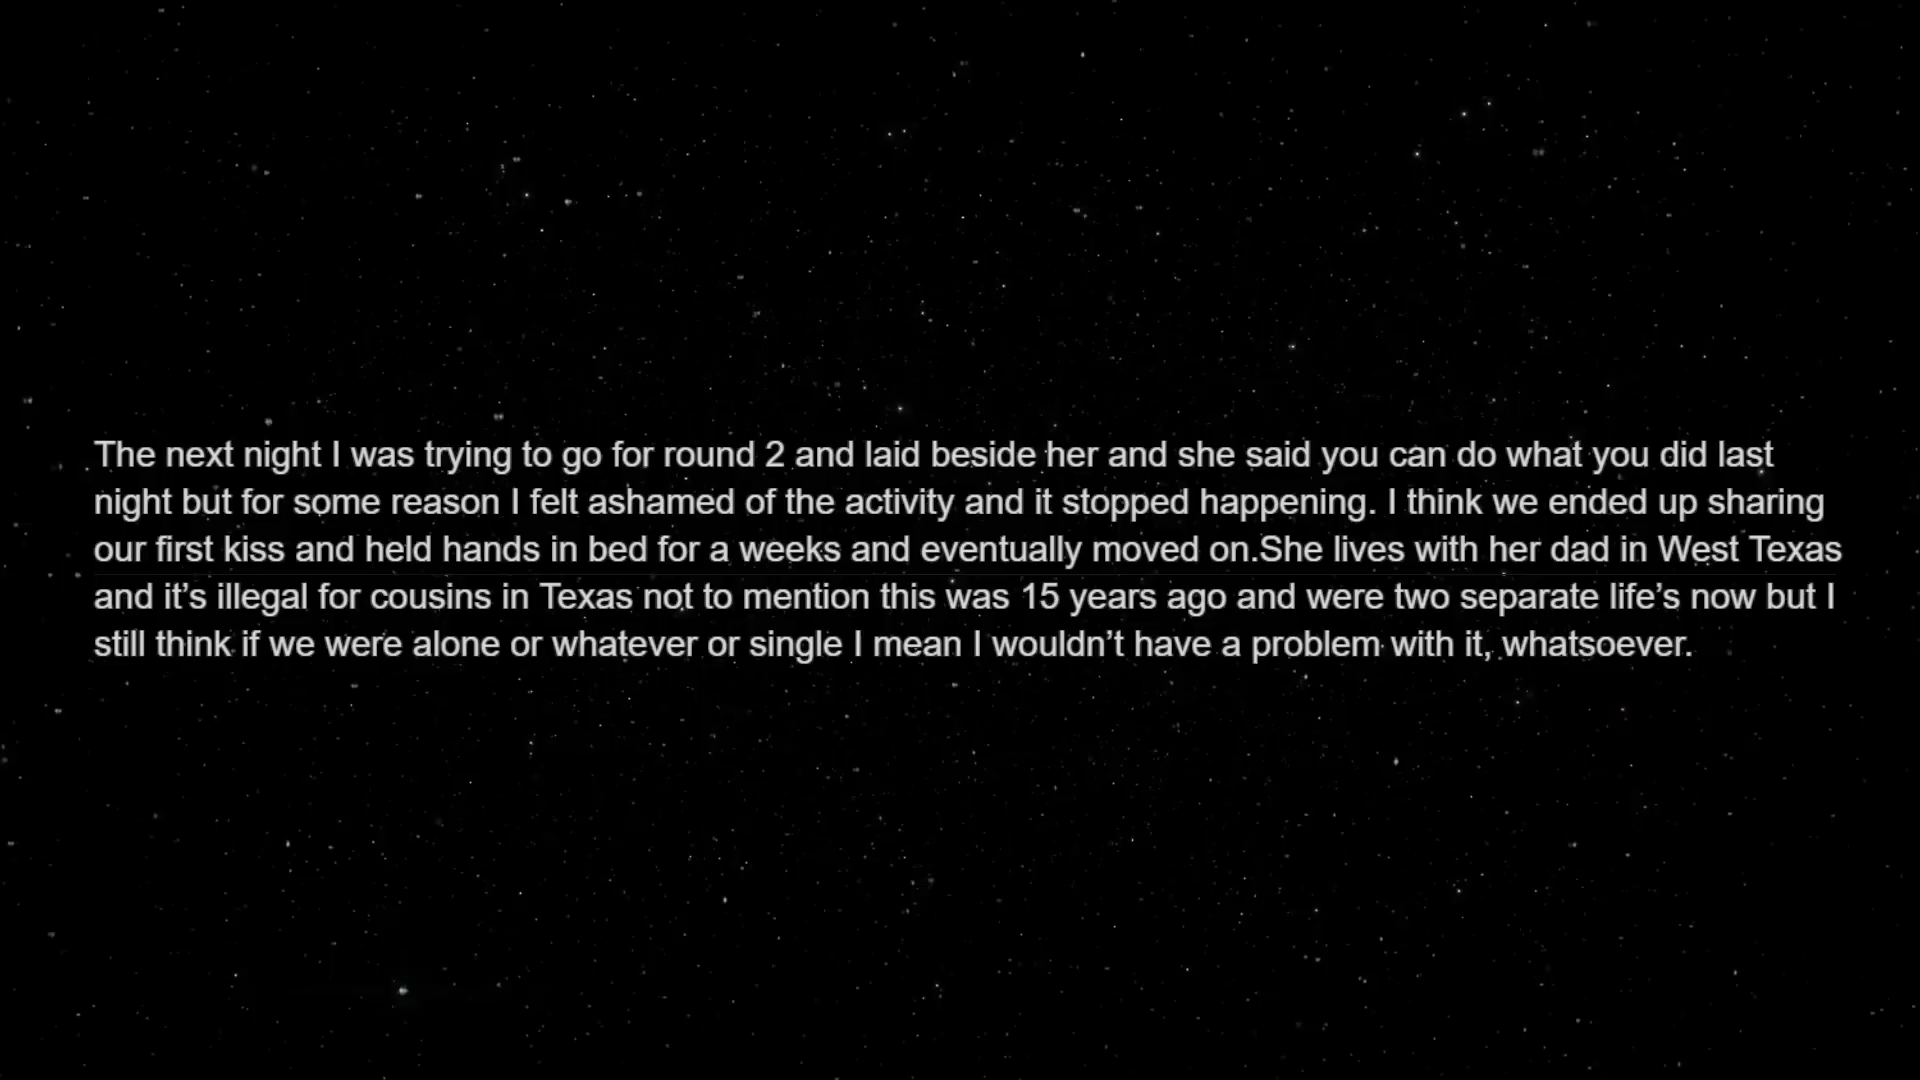 The next night I was trying to go for round 2 and laid beside her and she said you can do what you did last
night but for some reason I felt ashamed of the activity and it stopped happening. I think we ended up sharing
our first kiss and held hands in bed for a weeks and eventually moved on.She lives with her dad in West Texas
and it’s illegal for cousins in Texas not to mention this was 15 years ago and were two separate life’s now but I
still think if we were alone or whatever or single I mean I wouldn’t have a problem with it, whatsoever.